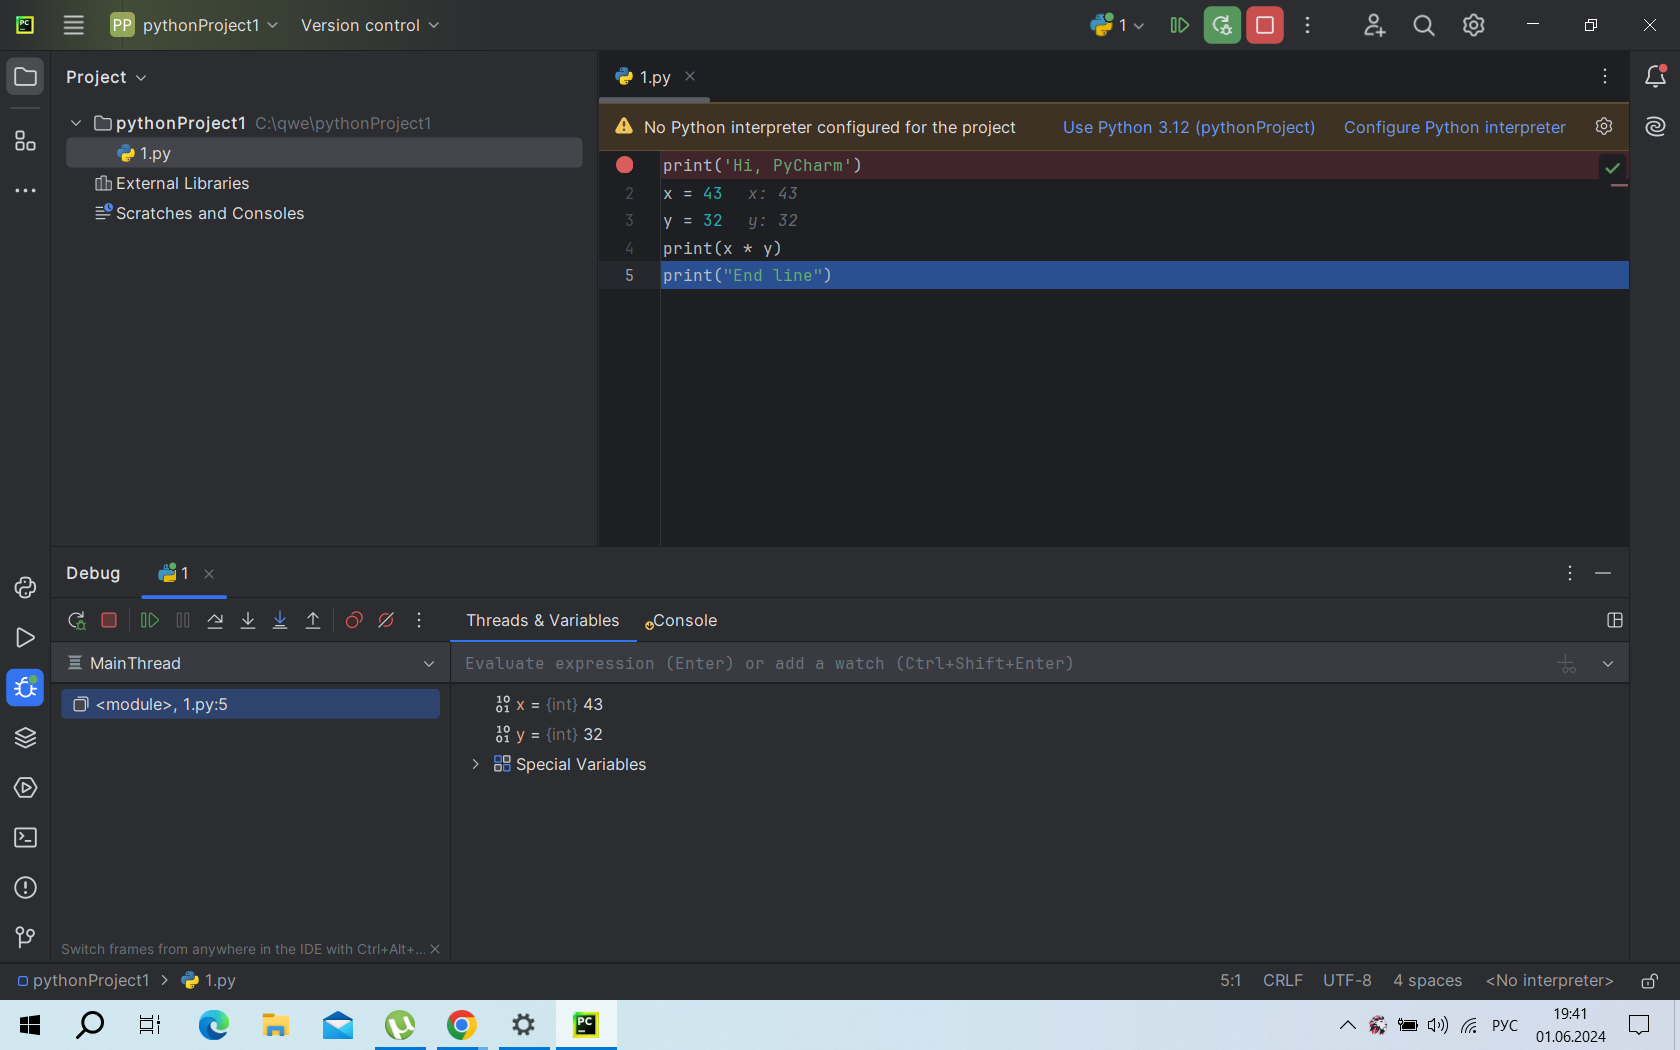 PP pythonProject1 Version control 1
Project
1.py
pythonProject1 C:\qwe\pythonProject1
1.py
External Libraries
Scratches and Consoles
No Python interpreter configured for the project Use Python 3.12 (pythonProject) Configure Python interpreter
print('Hi, PyCharm')
2 x = 43 x: 43
3 y = 32 y: 32
4 print(x * y)
5 print("End line")
Debug 1
Threads & Variables Console
MainThread
Evaluate expression (Enter) or add a watch (Ctrl+Shift+Enter)
<module>, 1.py:5
x = {int} 43
y = {int} 32
Special Variables
Switch frames from anywhere in the IDE with Ctrl+Alt+...
pythonProject1 1.py 5:1 CRLF UTF-8 4 spaces <No interpreter>
РУС 19:41
01.06.2024